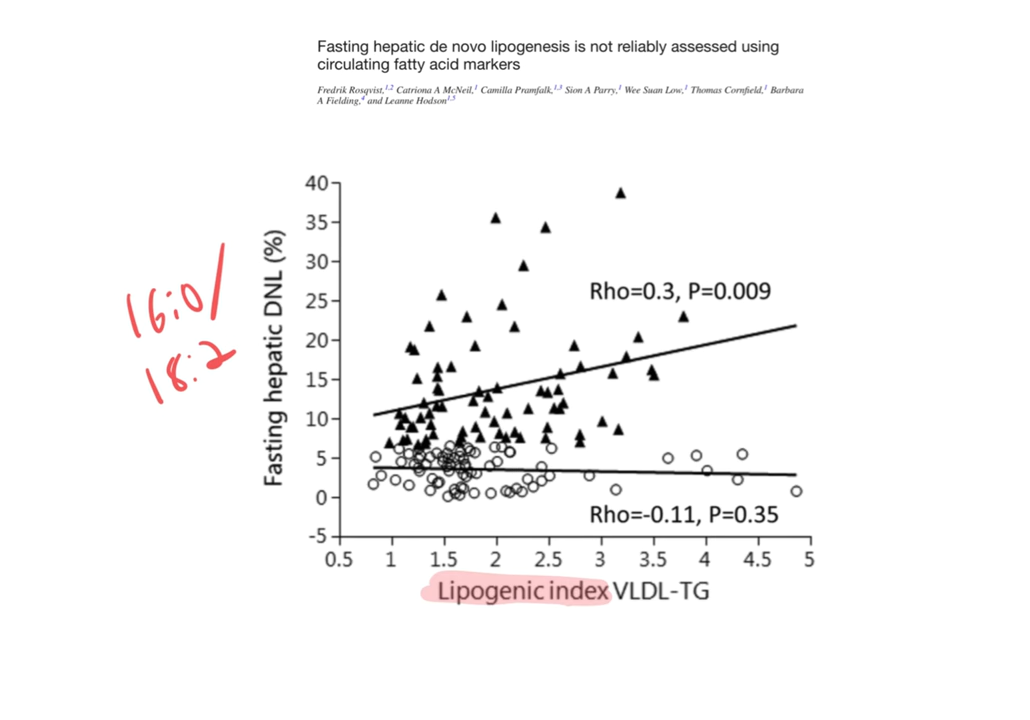 Fasting hepatic de novo lipogenesis is not reliably assessed using
circulating fatty acid markers
Fredrik Rosqvist,1,2 Catriona A McNeil,1 Camilla Pramfalk,1,3 Sion A Parry,1 Wee Suan Low,1 Thomas Cornfield,1 Barbara
A Fielding,4 and Leanne Hodson1,5
16:0/
18:2
Fasting hepatic DNL (%)
40
35
30
25
20
15
10
5
0
-5
Rho=0.3, P=0.009
Rho=-0.11, P=0.35
0.5 1 1.5 2 2.5 3 3.5 4 4.5 5
Lipogenic index VLDL-TG